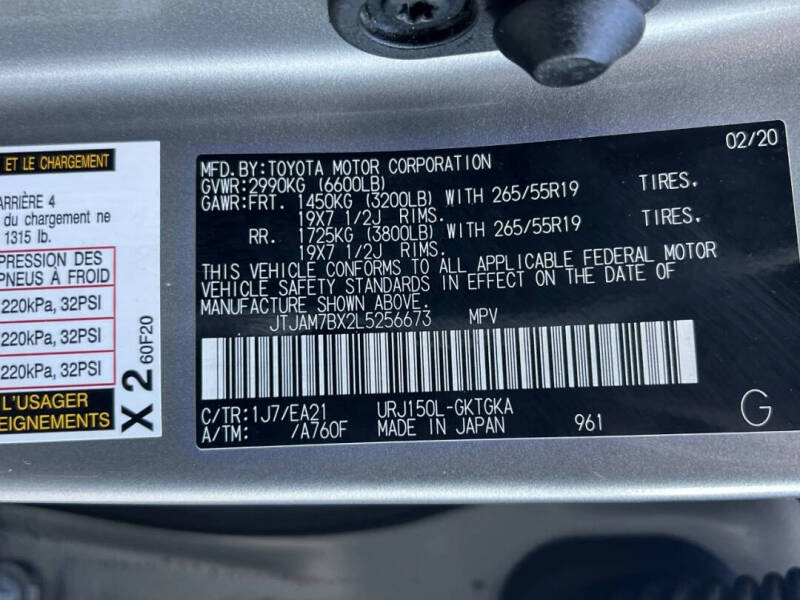 ET LE CHARGEMENT
ARRIÈRE 4
du chargement ne
1315 lb.
PRESSION DES
PNEUS À FROID
220kPa, 32PSI
220kPa, 32PSI
220kPa, 32PSI
L'USAGER
EIGNEMENTS
X 2 60F20
02/20
MFD.BY:TOYOTA MOTOR CORPORATION
GVWR:2990KG (6600LB)
GAWR:FRT. 1450KG (3200LB) WITH 265/55R19 TIRES.
19X7 1/2J RIMS.
RR. 1725KG (3800LB) WITH 265/55R19 TIRES.
19X7 1/2J RIMS.
THIS VEHICLE CONFORMS TO ALL APPLICABLE FEDERAL MOTOR
VEHICLE SAFETY STANDARDS IN EFFECT ON THE DATE OF
MANUFACTURE SHOWN ABOVE.
JTJAM7BX2L5256673 MPV
C/TR:1J7/EA21 URJ150L-GKTGKA
A/TM: /A760F MADE IN JAPAN 961
G